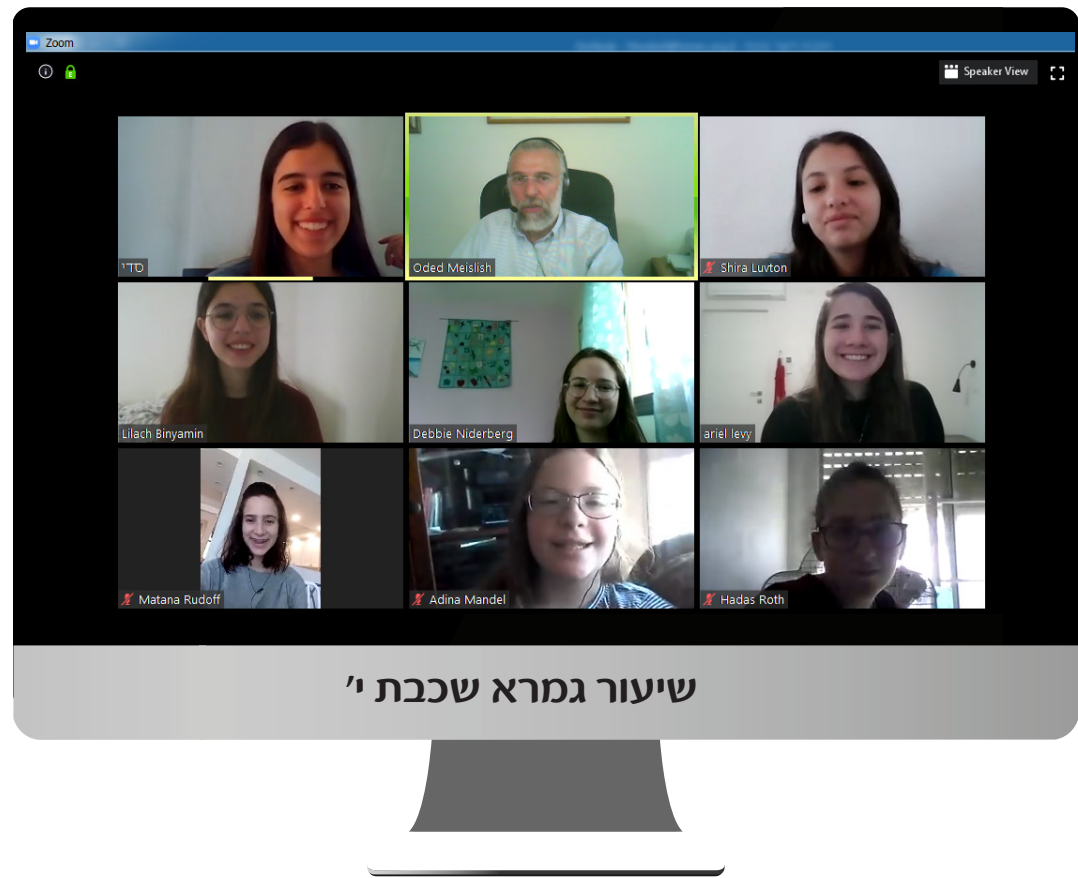 Zoom
Speaker View
סדי
Oded Meislish
Shira Luvton
Lilach Binyamin
Debbie Niderberg
ariel levy
Matana Rudoff
Adina Mandel
Hadas Roth
שיעור גמרא שכבת י'